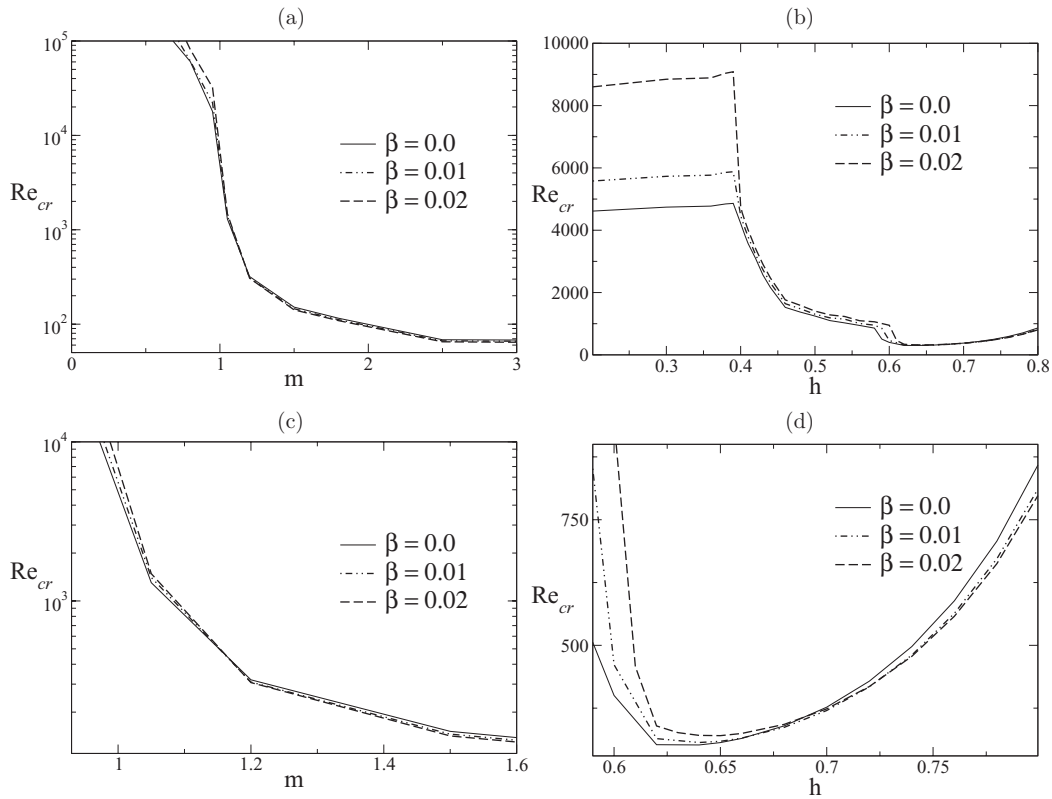 (a)
10^5
10^4
10^3
10^2
Re_cr
β = 0.0
β = 0.01
β = 0.02
0 1 2 3
m
(b)
10000
8000
6000
4000
2000
0
Re_cr
β = 0.0
β = 0.01
β = 0.02
0.3 0.4 0.5 0.6 0.7 0.8
h
(c)
10^4
10^3
Re_cr
β = 0.0
β = 0.01
β = 0.02
1 1.2 1.4 1.6
m
(d)
750
500
Re_cr
β = 0.0
β = 0.01
β = 0.02
0.6 0.65 0.7 0.75
h